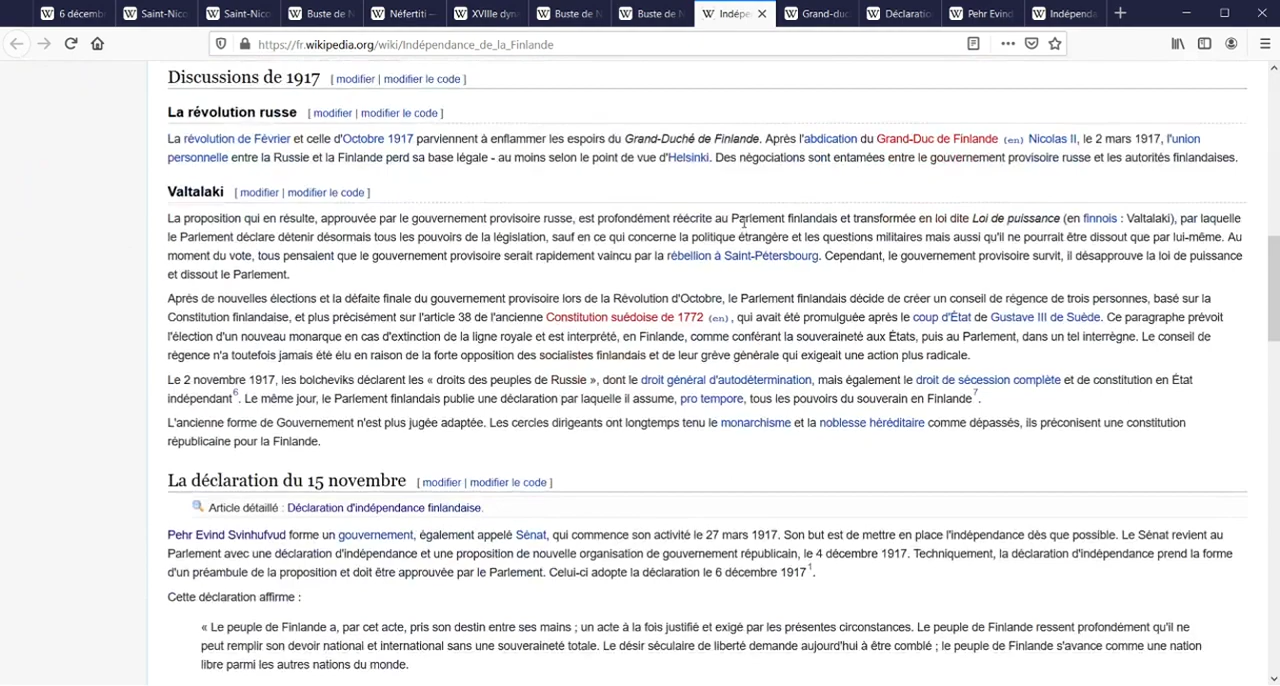 6 décem
Saint-Nico
Saint-Nico
Buste de N
Néfertiti —
XVIIIe dyn
Buste de N
Buste de N
Indépe
Grand-duc
Déclaratio
Pehr Evind
Indépenda
https://fr.wikipedia.org/wiki/Indépendance_de_la_Finlande
Discussions de 1917 [ modifier | modifier le code ]
La révolution russe [ modifier | modifier le code ]
La révolution de Février et celle d'Octobre 1917 parviennent à enflammer les espoirs du Grand-Duché de Finlande. Après l'abdication du Grand-Duc de Finlande (en) Nicolas II, le 2 mars 1917, l'union
personnelle entre la Russie et la Finlande perd sa base légale - au moins selon le point de vue d'Helsinki. Des négociations sont entamées entre le gouvernement provisoire russe et les autorités finlandaises.
Valtalaki [ modifier | modifier le code ]
La proposition qui en résulte, approuvée par le gouvernement provisoire russe, est profondément réécrite au Parlement finlandais et transformée en loi dite Loi de puissance (en finnois : Valtalaki), par laquelle
le Parlement déclare détenir désormais tous les pouvoirs de la législation, sauf en ce qui concerne la politique étrangère et les questions militaires mais aussi qu'il ne pourrait être dissout que par lui-même. Au
moment du vote, tous pensaient que le gouvernement provisoire serait rapidement vaincu par la rébellion à Saint-Pétersbourg. Cependant, le gouvernement provisoire survit, il désapprouve la loi de puissance
et dissout le Parlement.
Après de nouvelles élections et la défaite finale du gouvernement provisoire lors de la Révolution d'Octobre, le Parlement finlandais décide de créer un conseil de régence de trois personnes, basé sur la
Constitution finlandaise, et plus précisément sur l'article 38 de l'ancienne Constitution suédoise de 1772 (en), qui avait été promulguée après le coup d'État de Gustave III de Suède. Ce paragraphe prévoit
l'élection d'un nouveau monarque en cas d'extinction de la ligne royale et est interprété, en Finlande, comme conférant la souveraineté aux États, puis au Parlement, dans un tel interrègne. Le conseil de
régence n'a toutefois jamais été élu en raison de la forte opposition des socialistes finlandais et de leur grève générale qui exigeait une action plus radicale.
Le 2 novembre 1917, les bolcheviks déclarent les « droits des peuples de Russie », dont le droit général d'autodétermination, mais également le droit de sécession complète et de constitution en État
indépendant6. Le même jour, le Parlement finlandais publie une déclaration par laquelle il assume, pro tempore, tous les pouvoirs du souverain en Finlande7.
L'ancienne forme de Gouvernement n'est plus jugée adaptée. Les cercles dirigeants ont longtemps tenu le monarchisme et la noblesse héréditaire comme dépassés, ils préconisent une constitution
républicaine pour la Finlande.
La déclaration du 15 novembre [ modifier | modifier le code ]
Article détaillé : Déclaration d'indépendance finlandaise.
Pehr Evind Svinhufvud forme un gouvernement, également appelé Sénat, qui commence son activité le 27 mars 1917. Son but est de mettre en place l'indépendance dès que possible. Le Sénat revient au
Parlement avec une déclaration d'indépendance et une proposition de nouvelle organisation de gouvernement républicain, le 4 décembre 1917. Techniquement, la déclaration d'indépendance prend la forme
d'un préambule de la proposition et doit être approuvée par le Parlement. Celui-ci adopte la déclaration le 6 décembre 19171.
Cette déclaration affirme :
« Le peuple de Finlande a, par cet acte, pris son destin entre ses mains ; un acte à la fois justifié et exigé par les présentes circonstances. Le peuple de Finlande ressent profondément qu'il ne
peut remplir son devoir national et international sans une souveraineté totale. Le désir séculaire de liberté demande aujourd'hui à être comblé ; le peuple de Finlande s'avance comme une nation
libre parmi les autres nations du monde.